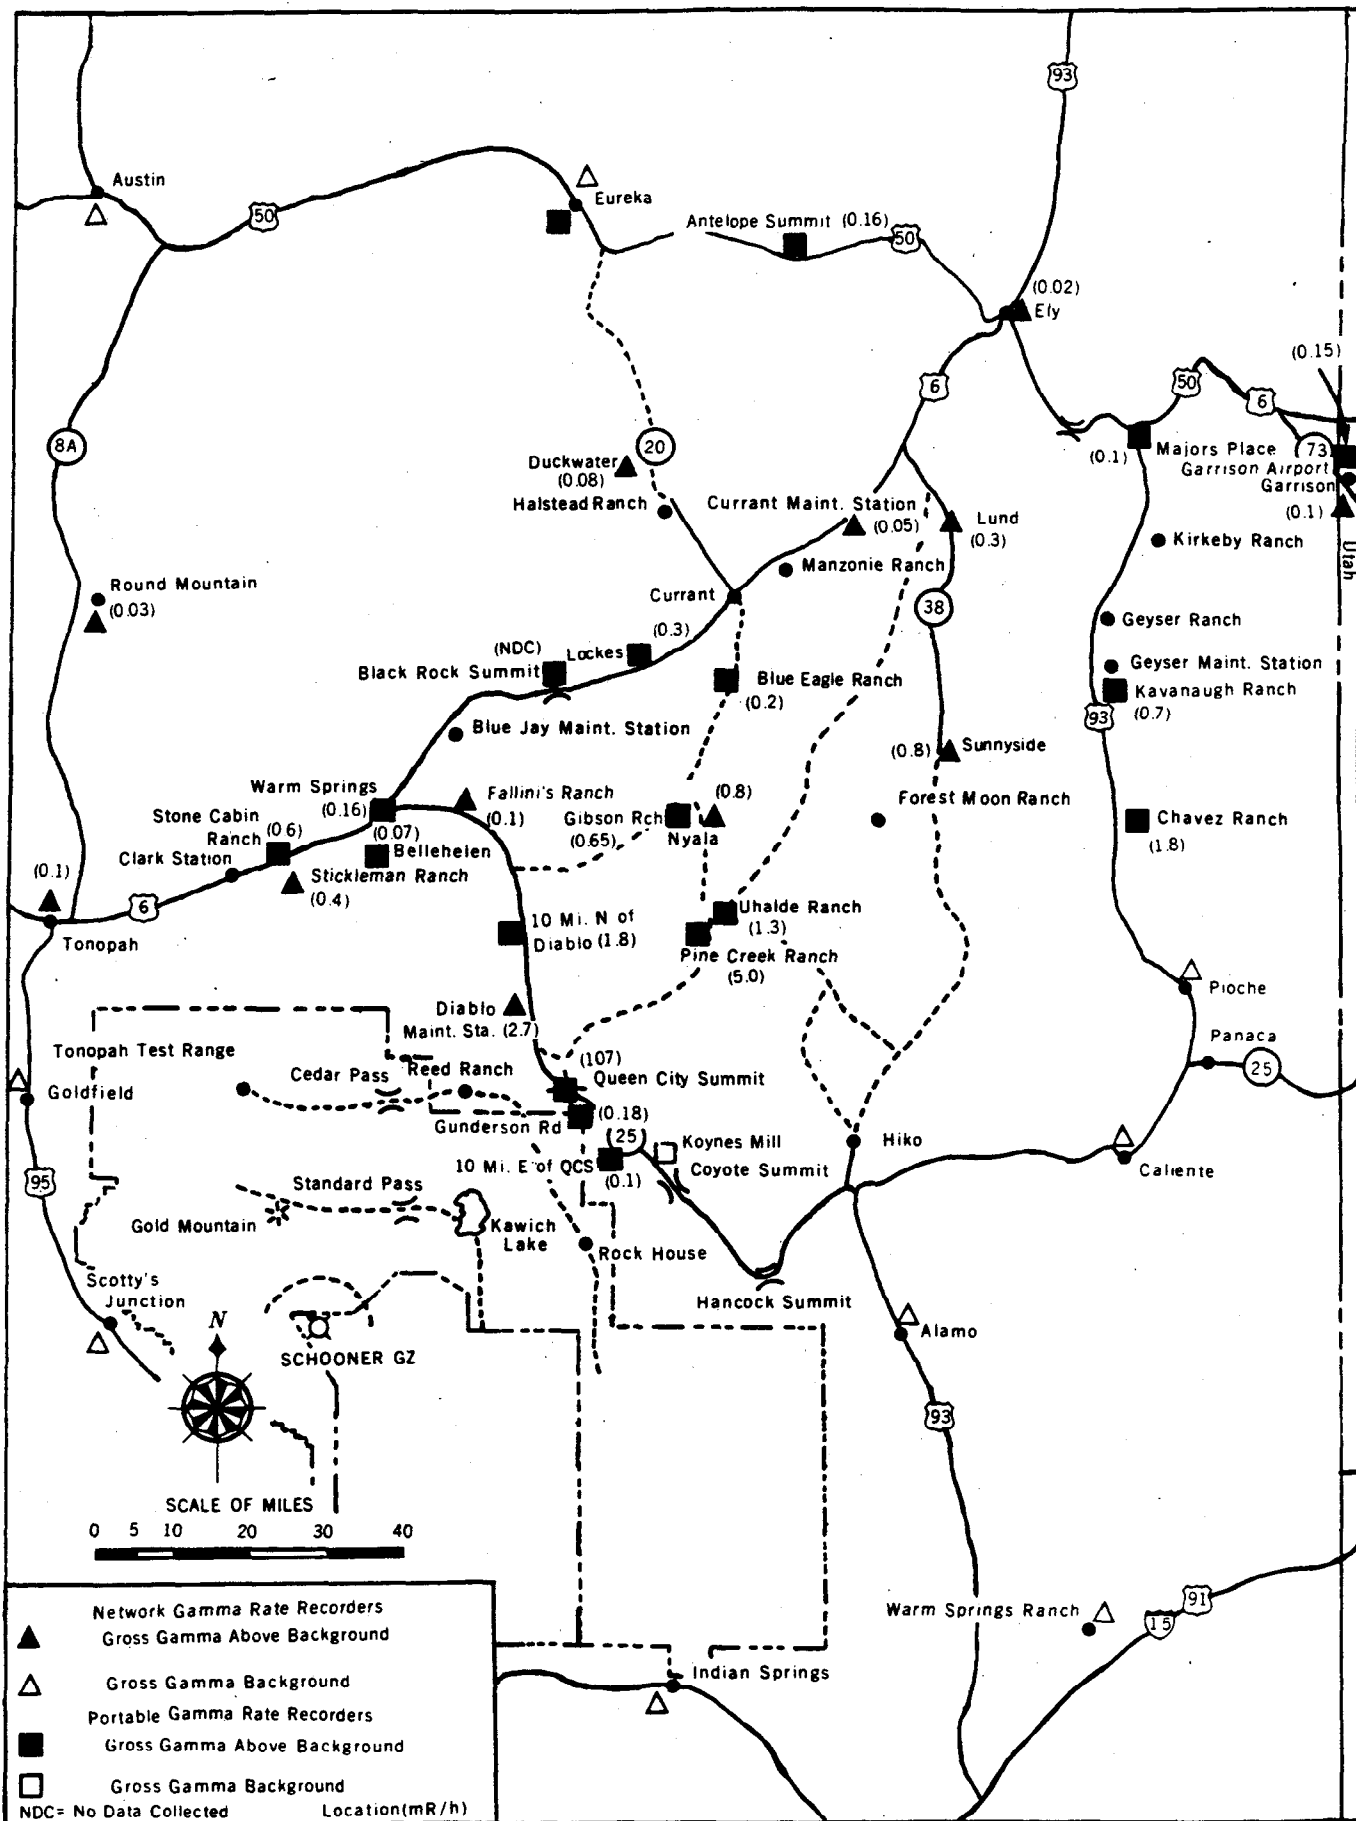 93
Austin
Eureka
50
Antelope Summit (0.16)
50
(0.02)
Ely
(0.15)
6
50
6
8A
20
Duckwater
(0.08)
Halstead Ranch
Currant Maint. Station
(0.05)
Lund
(0.3)
(0.1)
Majors Place
73
Garrison Airport
Garrison
(0.1)
Utah
Kirkeby Ranch
Manzonie Ranch
Round Mountain
(0.03)
Currant
38
Geyser Ranch
(0.3)
(NDC)
Lockes
Black Rock Summit
Blue Eagle Ranch
(0.2)
Geyser Maint. Station
Kavanaugh Ranch
(0.7)
93
Blue Jay Maint. Station
(0.8)
Sunnyside
Warm Springs
(0.16)
Fallini's Ranch
(0.1)
Gibson Rch
(0.65)
(0.8)
Nyala
Forest Moon Ranch
Chavez Ranch
(1.8)
Stone Cabin
Ranch
(0.6)
(0.07)
Bellehelen
Clark Station
Stickleman Ranch
(0.4)
(0.1)
6
Tonopah
10 Mi. N of
Diablo (1.8)
Uhalde Ranch
(1.3)
Pine Creek Ranch
(5.0)
Pioche
Diablo
Maint. Sta. (2.7)
Panaca
25
Tonopah Test Range
Cedar Pass
Reed Ranch
(107)
Queen City Summit
Goldfield
Gunderson Rd
(0.18)
25
Koynes Mill
Hiko
10 Mi. E of QCS
(0.1)
Coyote Summit
Caliente
95
Standard Pass
Gold Mountain
Kawich
Lake
Rock House
Scotty's
Junction
Hancock Summit
N
SCHOONER GZ
Alamo
93
SCALE OF MILES
0 5 10 20 30 40
Warm Springs Ranch
15
91
Indian Springs
Network Gamma Rate Recorders
Gross Gamma Above Background
Gross Gamma Background
Portable Gamma Rate Recorders
Gross Gamma Above Background
Gross Gamma Background
NDC= No Data Collected Location(mR/h)